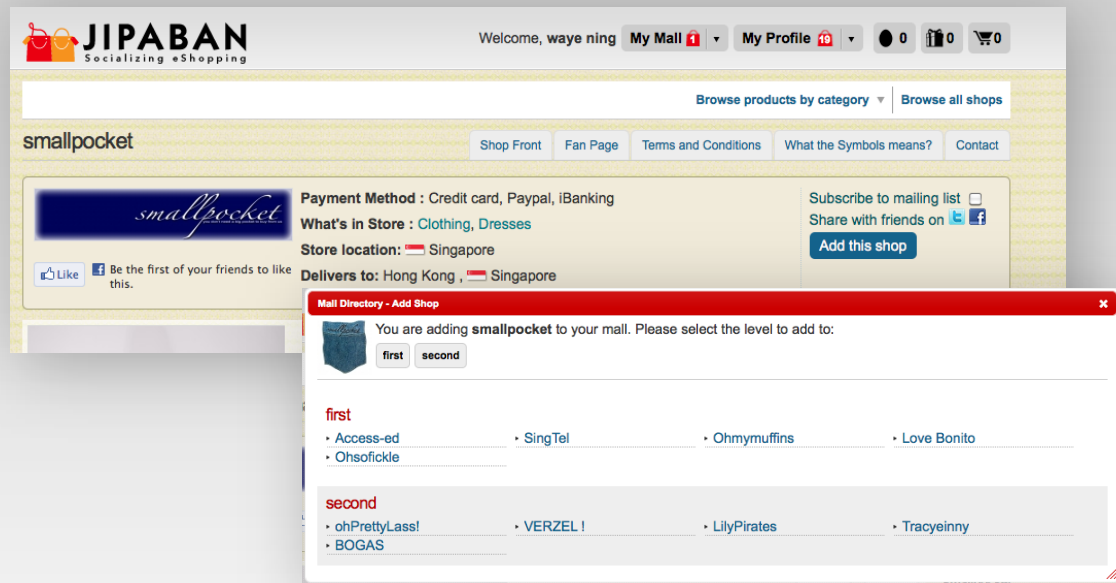 JIPABAN
Socializing eShopping
Welcome, waye ning My Mall 1 My Profile 19 0 0 0
Browse products by category Browse all shops
smallpocket
Shop Front Fan Page Terms and Conditions What the Symbols means? Contact
smallpocket
Payment Method : Credit card, Paypal, iBanking
What's in Store : Clothing, Dresses
Store location: Singapore
Delivers to: Hong Kong , Singapore
Like Be the first of your friends to like
this.
Subscribe to mailing list
Share with friends on
Add this shop
Mall Directory - Add Shop
You are adding smallpocket to your mall. Please select the level to add to:
first second
first
Access-ed SingTel Ohmymuffins Love Bonito
Ohsofickle
second
ohPrettyLass! VERZEL ! LilyPirates Tracyeinny
BOGAS